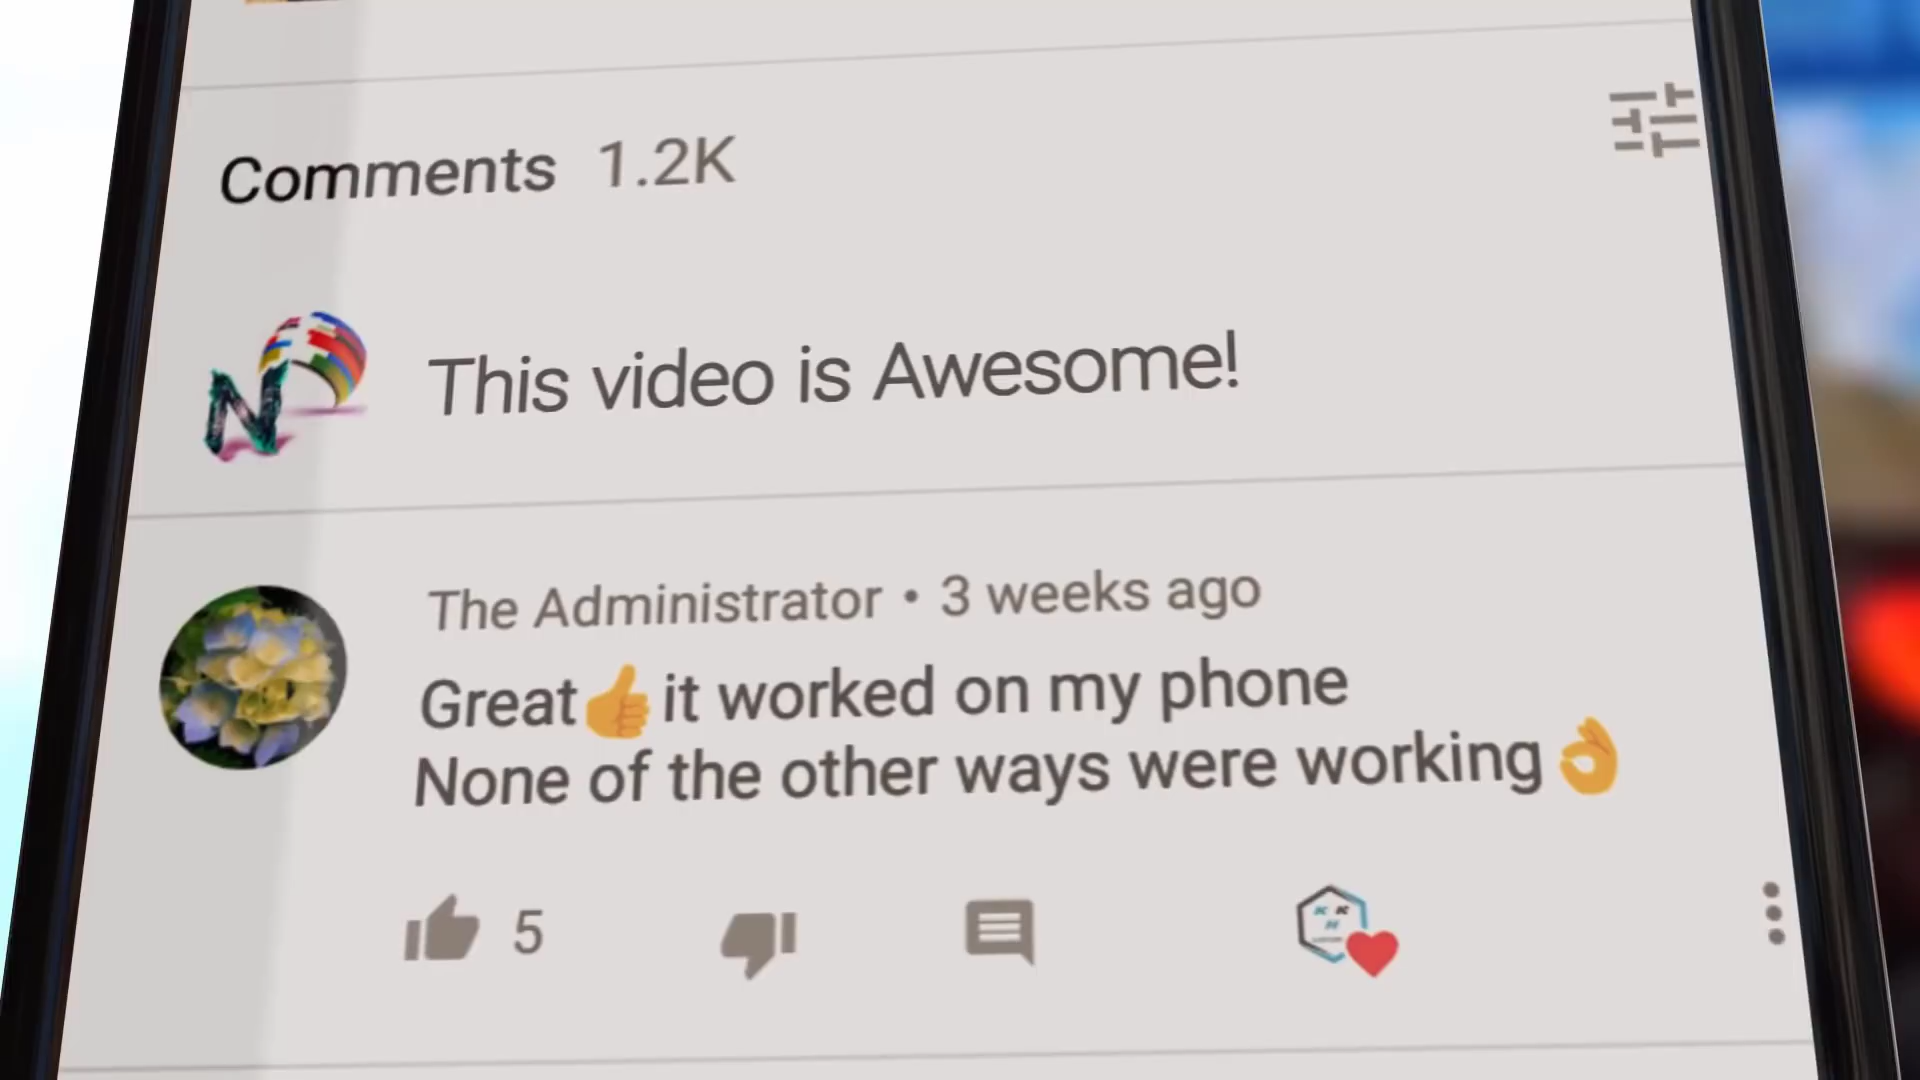 Comments 1.2K
N
This video is Awesome!
The Administrator • 3 weeks ago
Great👍it worked on my phone
None of the other ways were working👌
5